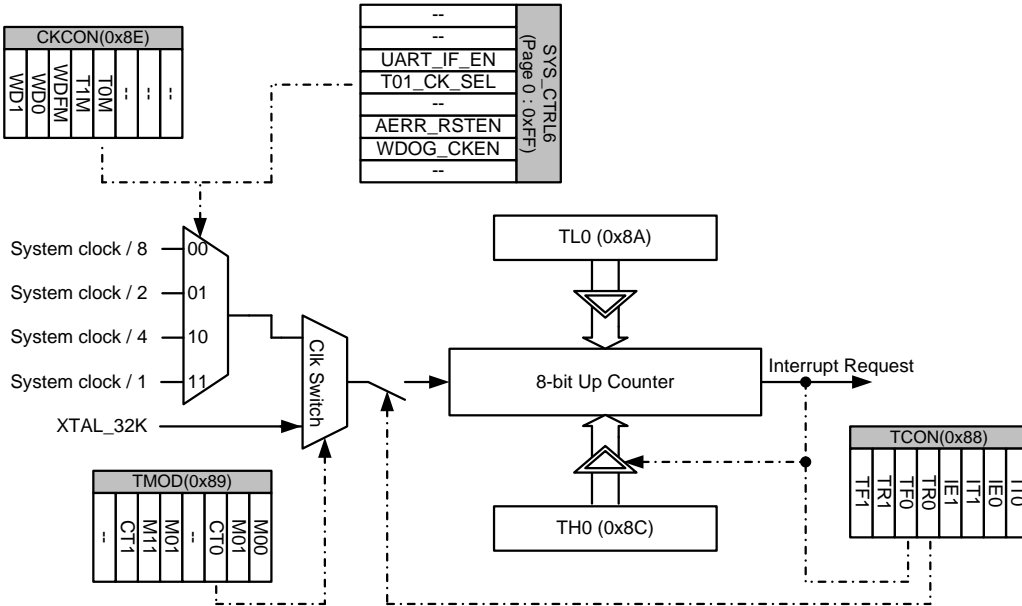 CKCON(0x8E)
WD1
WD0
WDFM
T1M
T0M
--
--
--
--
--
UART_IF_EN
T01_CK_SEL
--
AERR_RSTEN
WDOG_CKEN
--
SYS_CTRL6
(Page 0 : 0xFF)
System clock / 8
00
System clock / 2
01
System clock / 4
10
System clock / 1
11
XTAL_32K
Clk Switch
TL0 (0x8A)
8-bit Up Counter
Interrupt Request
TH0 (0x8C)
TMOD(0x89)
--
CT1
M11
M01
--
CT0
M01
M00
TCON(0x88)
TF1
TR1
TF0
TR0
IE1
IT1
IE0
IT0